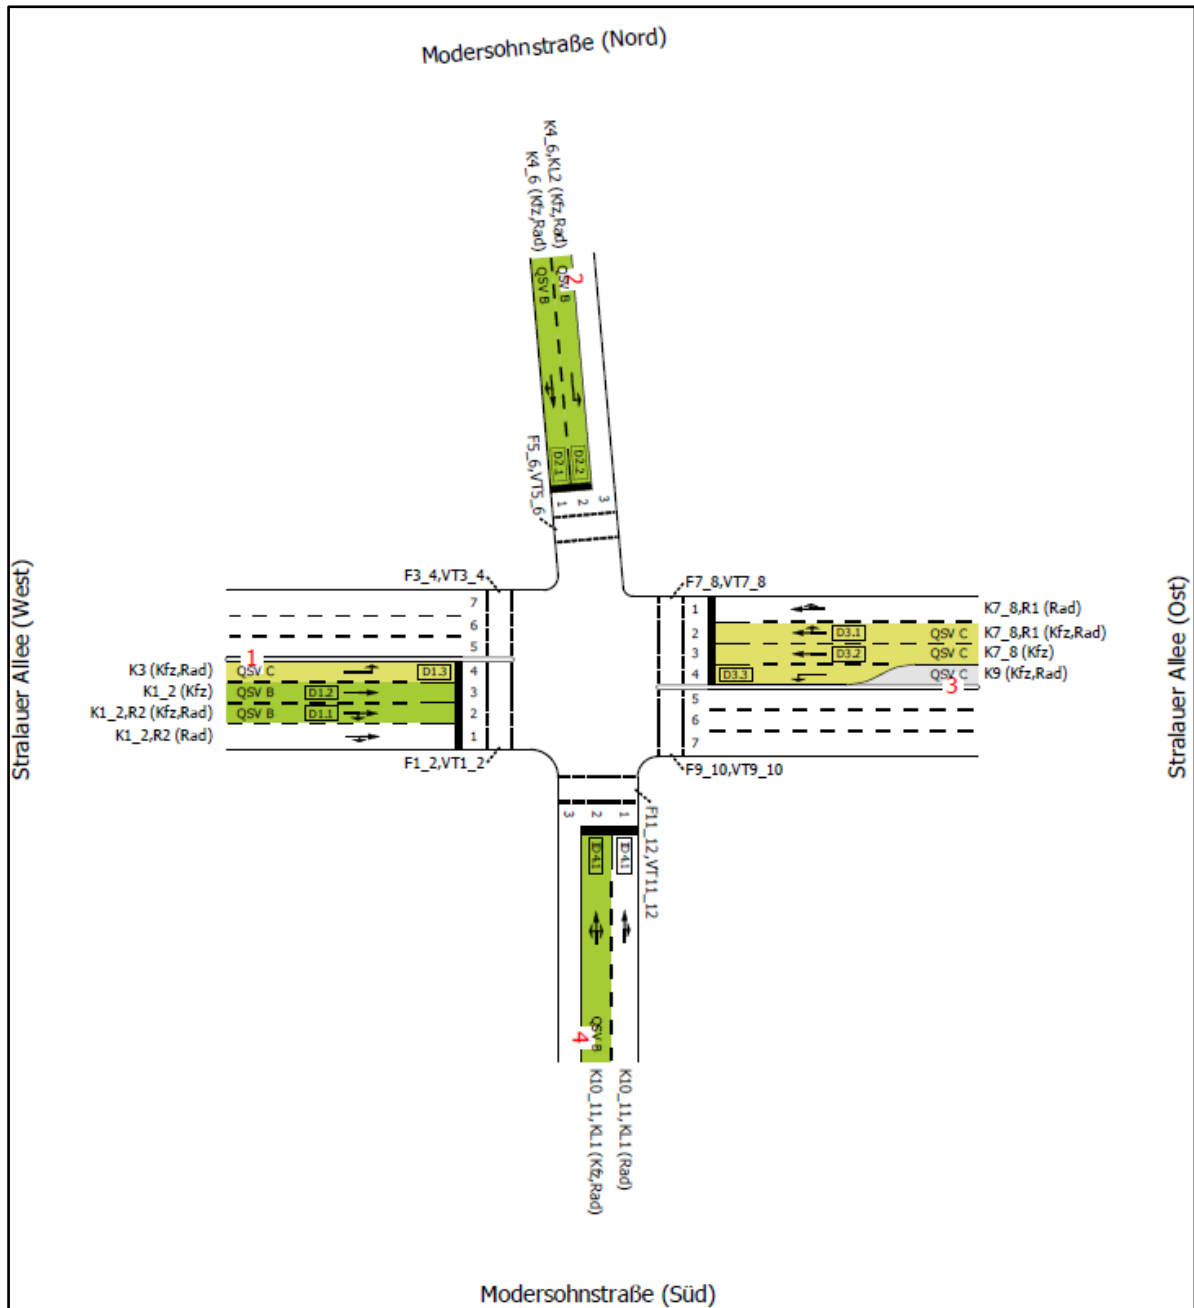 Modersohnstraße (Nord)
K4_6,KL2 (Kfz,Rad)
K4_6 (Kfz,Rad)
QSV B
QSV B
2
D2.1
D2.2
F5_6,VT5_6
1
2
3
Stralauer Allee (West)
F3_4,VT3_4
7
6
5
1
K3 (Kfz,Rad)
QSV C
D1.3
4
K1_2 (Kfz)
QSV B
D1.2
3
K1_2,R2 (Kfz,Rad)
QSV B
D1.1
2
K1_2,R2 (Rad)
1
F1_2,VT1_2
F7_8,VT7_8
1
K7_8,R1 (Rad)
2
D3.1
QSV C
K7_8,R1 (Kfz,Rad)
3
D3.2
QSV C
K7_8 (Kfz)
4
D3.3
QSV C
K9 (Kfz,Rad)
3
5
6
7
F9_10,VT9_10
Stralauer Allee (Ost)
F11_12,VT11_12
3
2
1
D4.1
D4.1
QSV B
4
K10_11,KL1 (Kfz,Rad)
K10_11,KL1 (Rad)
Modersohnstraße (Süd)